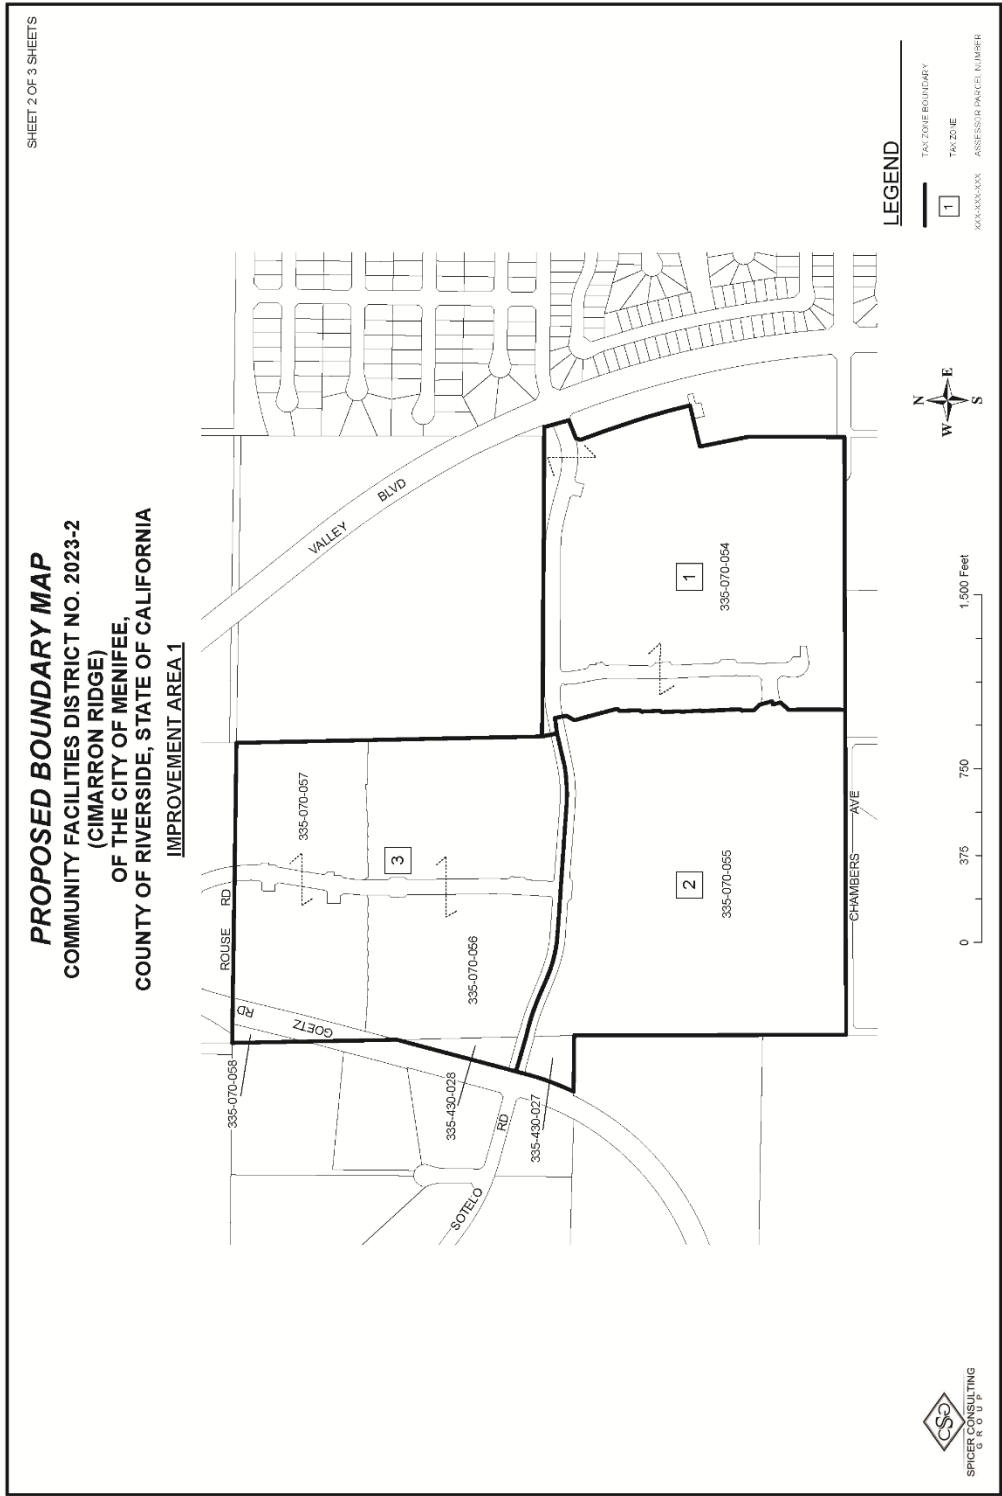 SHEET 2 OF 3 SHEETS
PROPOSED BOUNDARY MAP
COMMUNITY FACILITIES DISTRICT NO. 2023-2
(CIMARRON RIDGE)
OF THE CITY OF MENIFEE,
COUNTY OF RIVERSIDE, STATE OF CALIFORNIA
IMPROVEMENT AREA 1
335-070-058
ROUSE RD
GOETZ RD
335-070-057
VALLEY BLVD
3
335-430-028
335-070-056
SOTELO RD
335-430-027
2
335-070-055
1
335-070-054
CHAMBERS AVE
N
W E
S
0 375 750 1,500 Feet
LEGEND
TAX ZONE BOUNDARY
1 TAX ZONE
XXX-XXX-XXX ASSESSOR PARCEL NUMBER
CSG
SPICER CONSULTING
GROUP